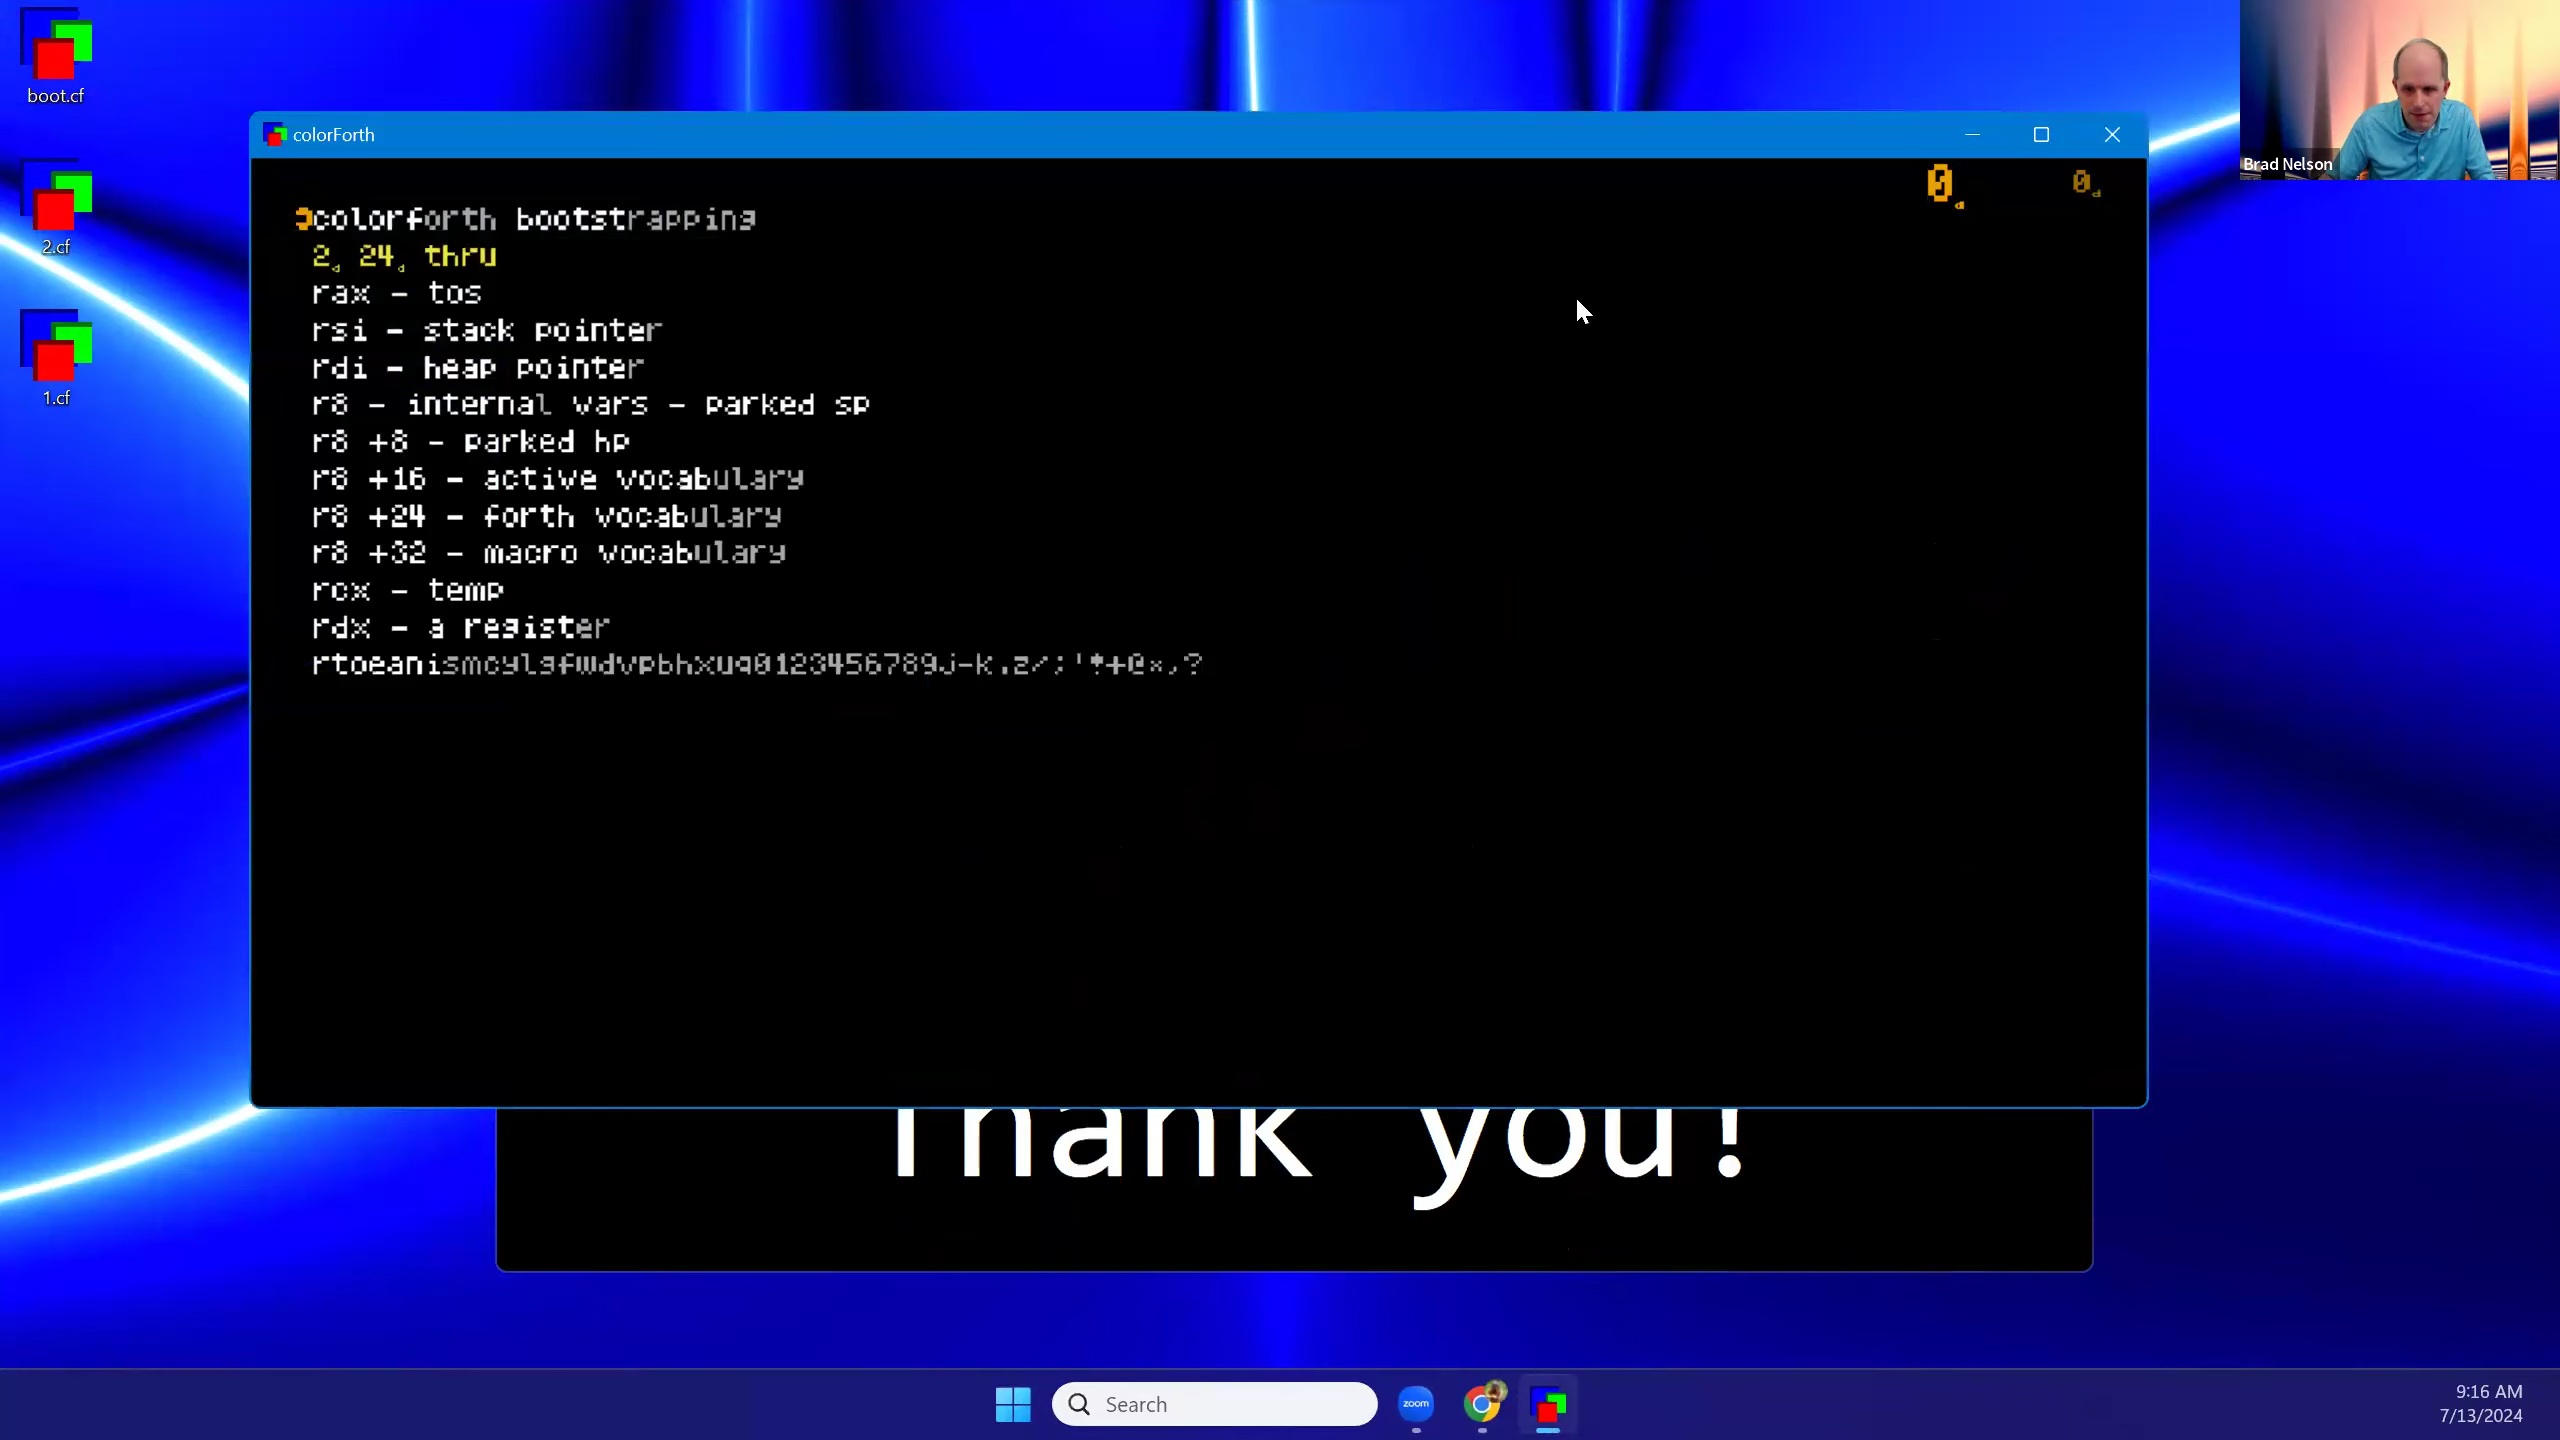 boot.cf
2.cf
1.cf
colorForth
colorforth bootstrapping
2 24 thru
rax - tos
rsi - stack pointer
rdi - heap pointer
r8 - internal vars - parked sp
r8 +8 - parked hp
r8 +16 - active vocabulary
r8 +24 - forth vocabulary
r8 +32 - macro vocabulary
rcx - temp
rdx - a register
rtoeanismcylgfwdvpbhxuq0123456789j-k.z/;'!+@*,?
0
Brad Nelson
Thank you!
Search
zoom
9:16 AM
7/13/2024